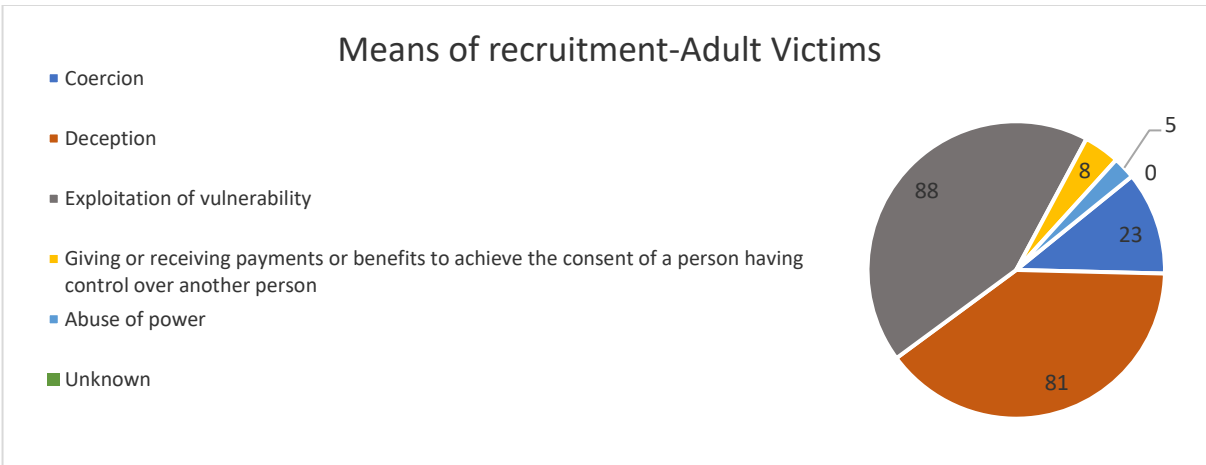 Means of recruitment-Adult Victims
Coercion
Deception
Exploitation of vulnerability
Giving or receiving payments or benefits to achieve the consent of a person having
control over another person
Abuse of power
Unknown
5
8
0
88
23
81